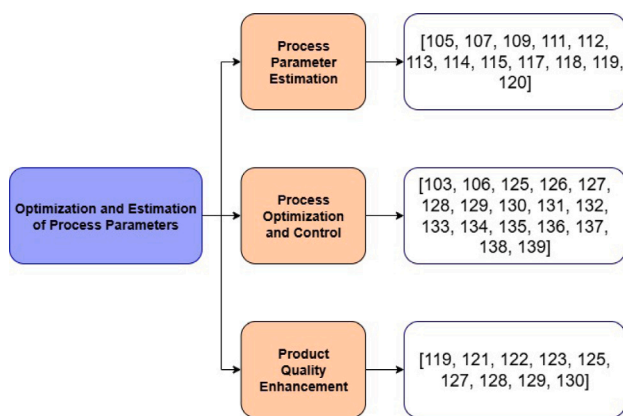 Optimization and Estimation
of Process Parameters
Process
Parameter
Estimation
[105, 107, 109, 111, 112,
113, 114, 115, 117, 118, 119,
120]
Process
Optimization
and Control
[103, 106, 125, 126, 127,
128, 129, 130, 131, 132,
133, 134, 135, 136, 137,
138, 139]
Product
Quality
Enhancement
[119, 121, 122, 123, 125,
127, 128, 129, 130]